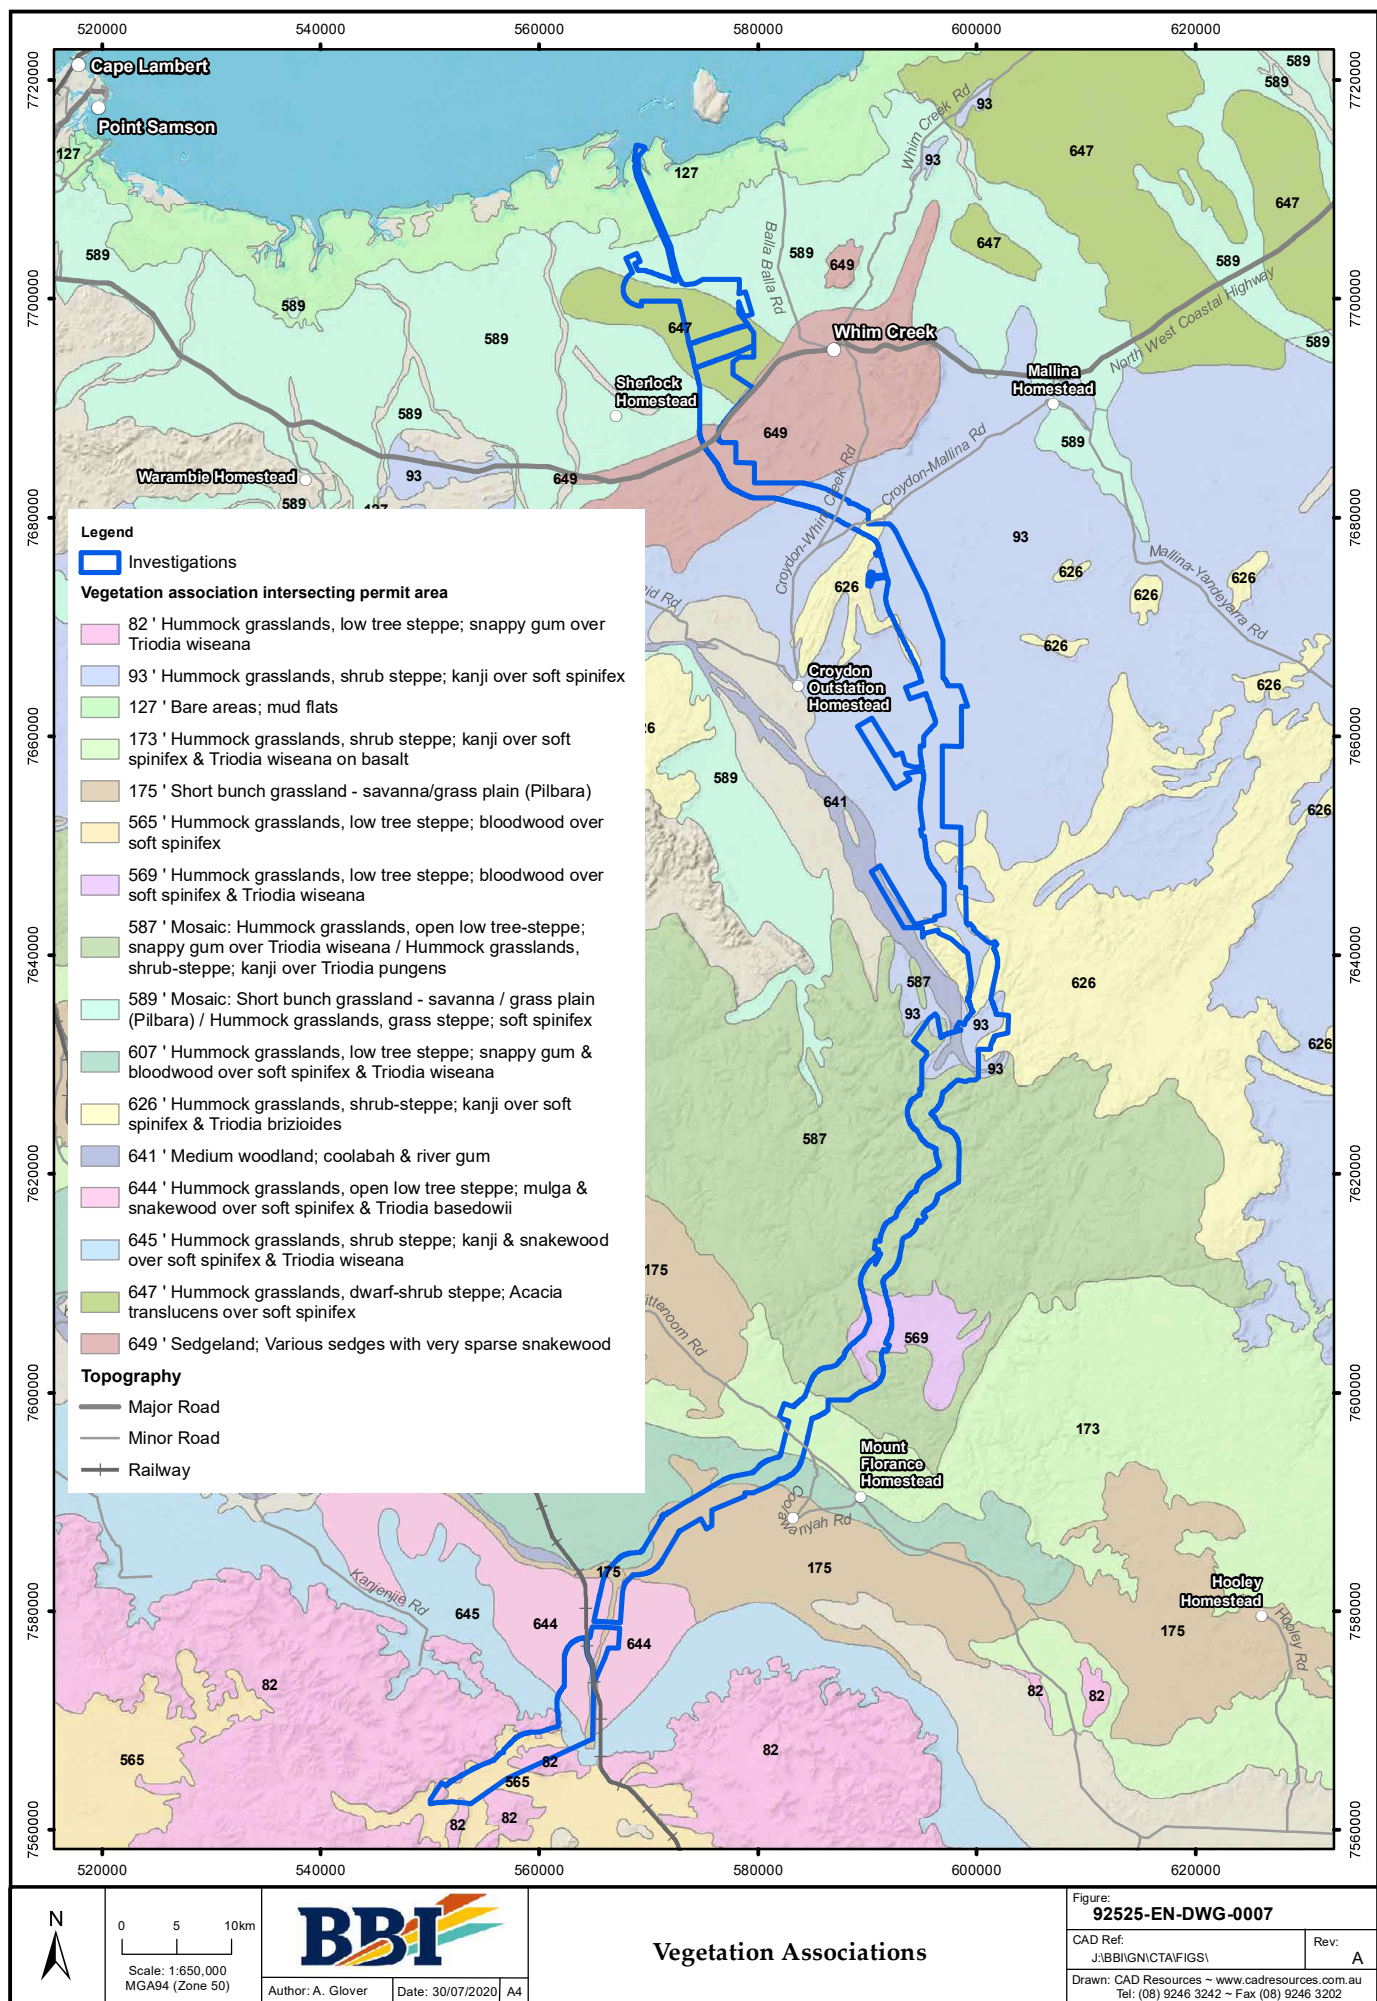 520000 540000 560000 580000 600000 620000
7720000
7700000
7680000
7660000
7640000
7620000
7600000
7580000
7560000
7720000
7700000
7680000
7660000
7640000
7620000
7600000
7580000
7560000
Cape Lambert
Point Samson
127
589
589
93
647
Whim Creek Rd
93
127
647
589
Balla Balla Rd
589
649
647
589
North West Coastal Highway
589
589
647
Whim Creek
Mallina
Homestead
Sherlock
Homestead
589
649
589
Croydon-Mallina Rd
Warambie Homestead
93
649
589
127
Croydon-Whim Creek Rd
93
Mallina-Yandeyarra Rd
626
626
626
626
626
626
Croydon
Outstation
Homestead
26
589
641
626
587
626
93
93
93
626
587
175
569
173
Mount
Florance
Homestead
Coorawanyah Rd
175
175
Hooley
Homestead
Hooley Rd
175
Kanjenjie Rd
645
644
644
82
82
82
82
565
82
565
82
82
Legend
Investigations
Vegetation association intersecting permit area
82 ' Hummock grasslands, low tree steppe; snappy gum over
Triodia wiseana
93 ' Hummock grasslands, shrub steppe; kanji over soft spinifex
127 ' Bare areas; mud flats
173 ' Hummock grasslands, shrub steppe; kanji over soft
spinifex & Triodia wiseana on basalt
175 ' Short bunch grassland - savanna/grass plain (Pilbara)
565 ' Hummock grasslands, low tree steppe; bloodwood over
soft spinifex
569 ' Hummock grasslands, low tree steppe; bloodwood over
soft spinifex & Triodia wiseana
587 ' Mosaic: Hummock grasslands, open low tree-steppe;
snappy gum over Triodia wiseana / Hummock grasslands,
shrub-steppe; kanji over Triodia pungens
589 ' Mosaic: Short bunch grassland - savanna / grass plain
(Pilbara) / Hummock grasslands, grass steppe; soft spinifex
607 ' Hummock grasslands, low tree steppe; snappy gum &
bloodwood over soft spinifex & Triodia wiseana
626 ' Hummock grasslands, shrub-steppe; kanji over soft
spinifex & Triodia brizioides
641 ' Medium woodland; coolabah & river gum
644 ' Hummock grasslands, open low tree steppe; mulga &
snakewood over soft spinifex & Triodia basedowii
645 ' Hummock grasslands, shrub steppe; kanji & snakewood
over soft spinifex & Triodia wiseana
647 ' Hummock grasslands, dwarf-shrub steppe; Acacia
translucens over soft spinifex
649 ' Sedgeland; Various sedges with very sparse snakewood
Topography
Major Road
Minor Road
Railway
520000 540000 560000 580000 600000 620000
N
0 5 10km
Scale: 1:650,000
MGA94 (Zone 50)
BBI
Author: A. Glover
Date: 30/07/2020
A4
Vegetation Associations
Figure:
92525-EN-DWG-0007
CAD Ref:
J:\BBI\GN\CTA\FIGS\
Rev:
A
Drawn: CAD Resources ~ www.cadresources.com.au
Tel: (08) 9246 3242 ~ Fax (08) 9246 3202